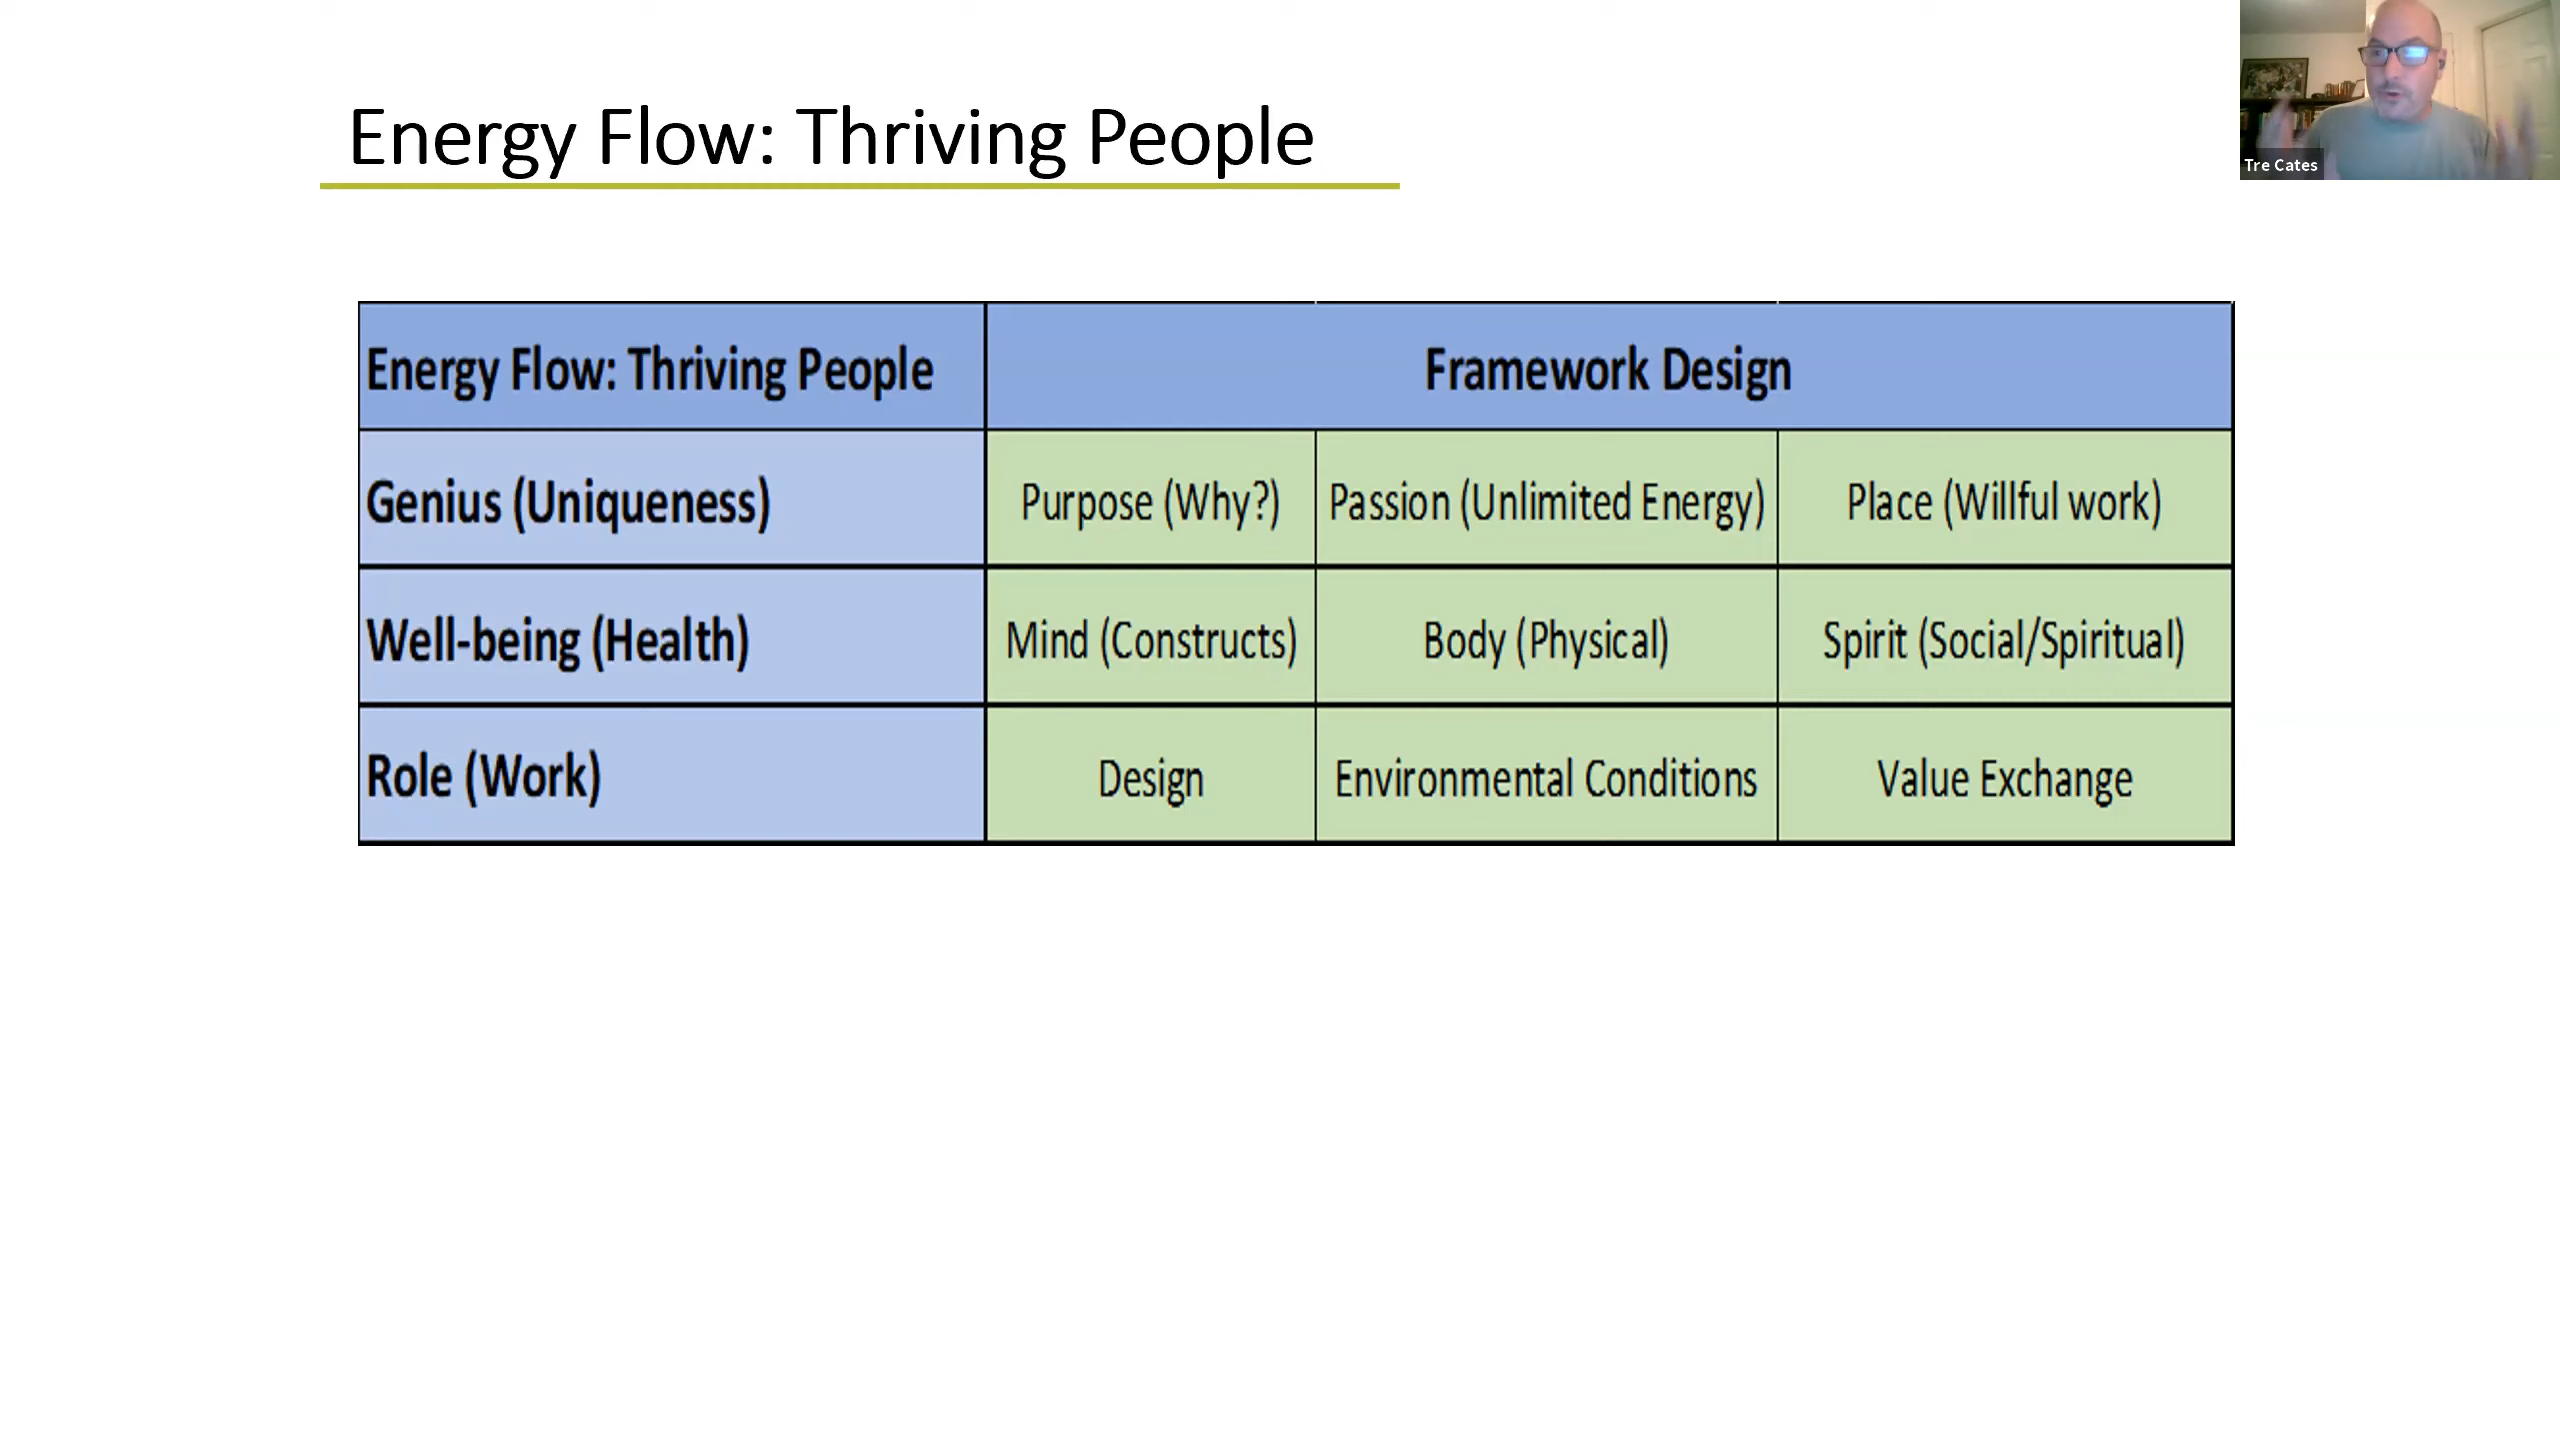 Energy Flow: Thriving People
Tre Cates
Energy Flow: Thriving People Framework Design
Genius (Uniqueness) Purpose (Why?) Passion (Unlimited Energy) Place (Willful work)
Well-being (Health) Mind (Constructs) Body (Physical) Spirit (Social/Spiritual)
Role (Work) Design Environmental Conditions Value Exchange